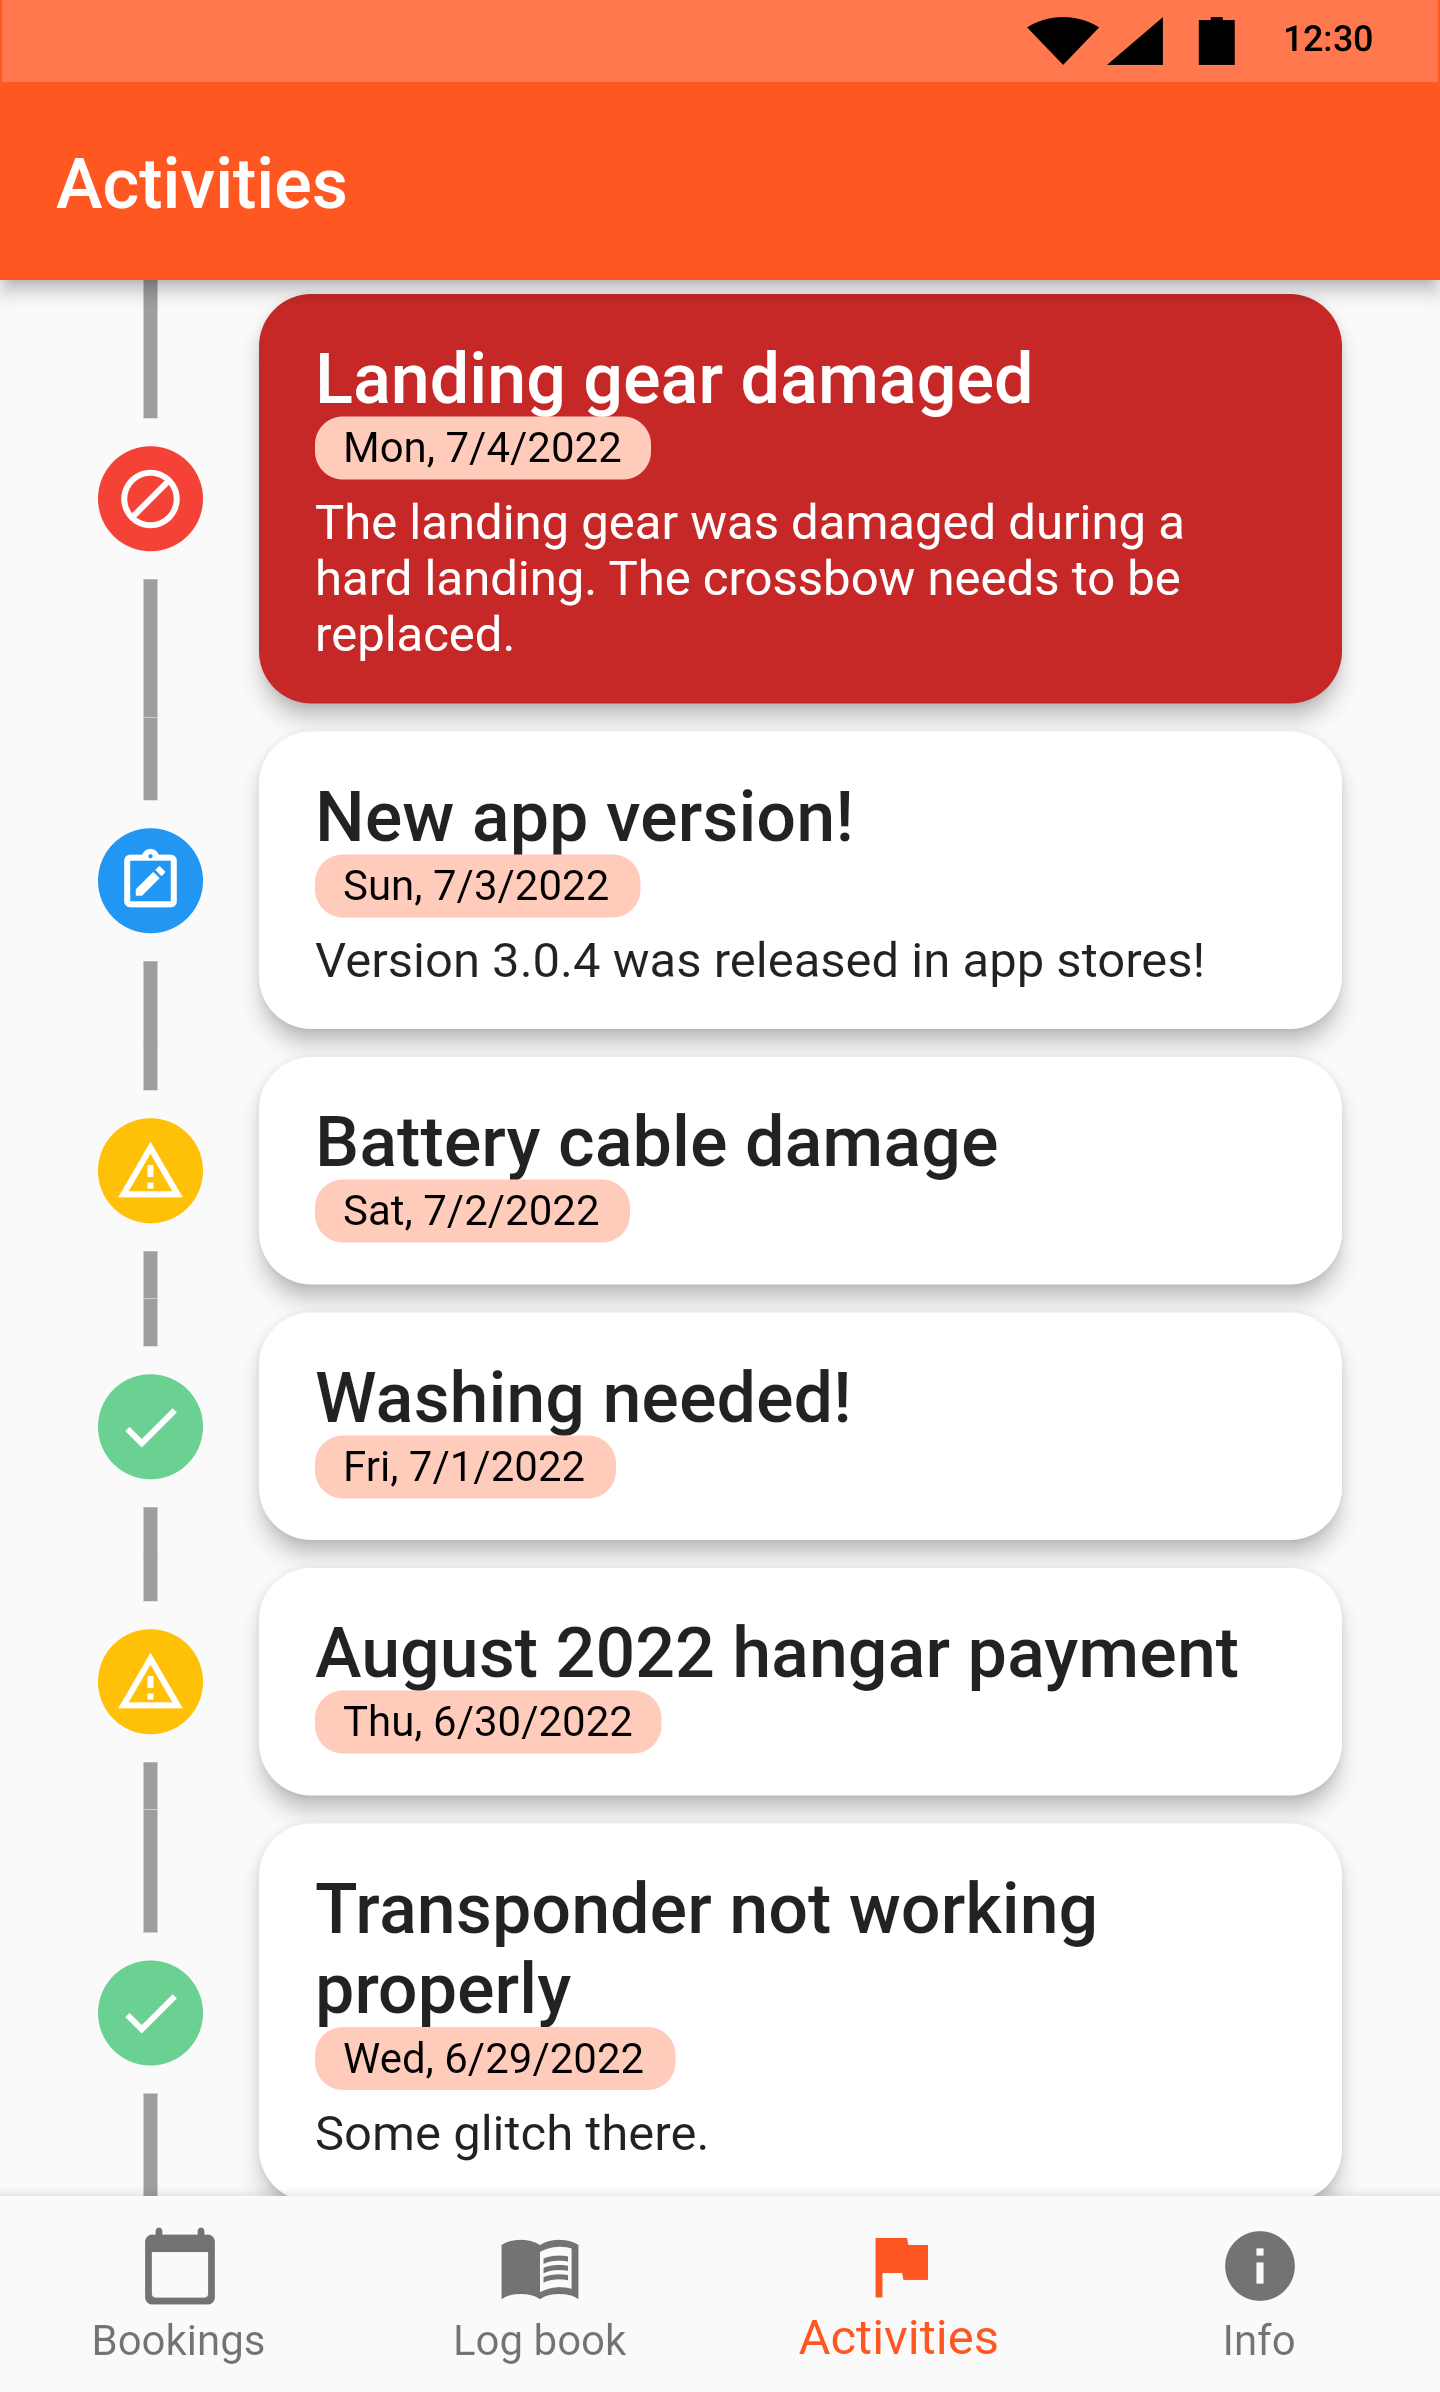 12:30
Activities
Landing gear damaged
Mon, 7/4/2022
The landing gear was damaged during a
hard landing. The crossbow needs to be
replaced.
New app version!
Sun, 7/3/2022
Version 3.0.4 was released in app stores!
Battery cable damage
Sat, 7/2/2022
Washing needed!
Fri, 7/1/2022
August 2022 hangar payment
Thu, 6/30/2022
Transponder not working
properly
Wed, 6/29/2022
Some glitch there.
Bookings
Log book
Activities
Info